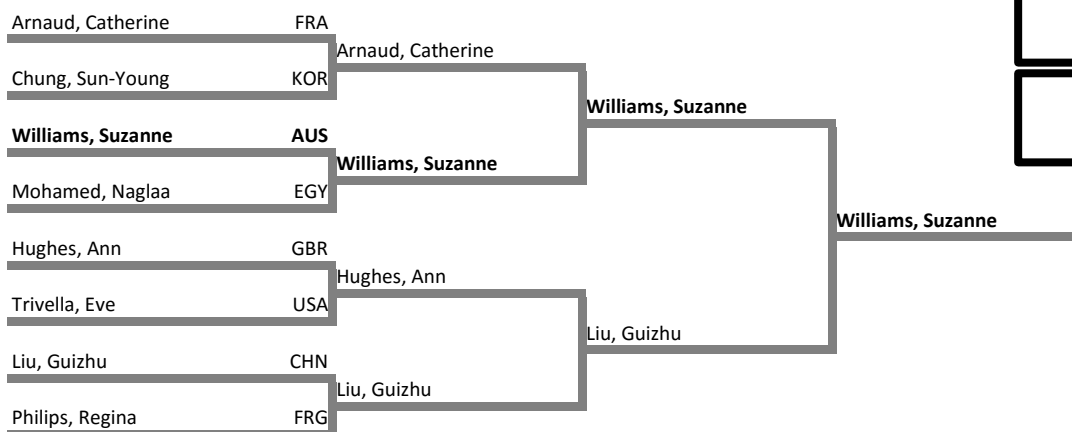 Arnaud, Catherine FRA
Arnaud, Catherine
Chung, Sun-Young KOR
Williams, Suzanne
Williams, Suzanne AUS
Williams, Suzanne
Mohamed, Naglaa EGY
Williams, Suzanne
Hughes, Ann GBR
Hughes, Ann
Trivella, Eve USA
Liu, Guizhu
Liu, Guizhu CHN
Liu, Guizhu
Philips, Regina FRG